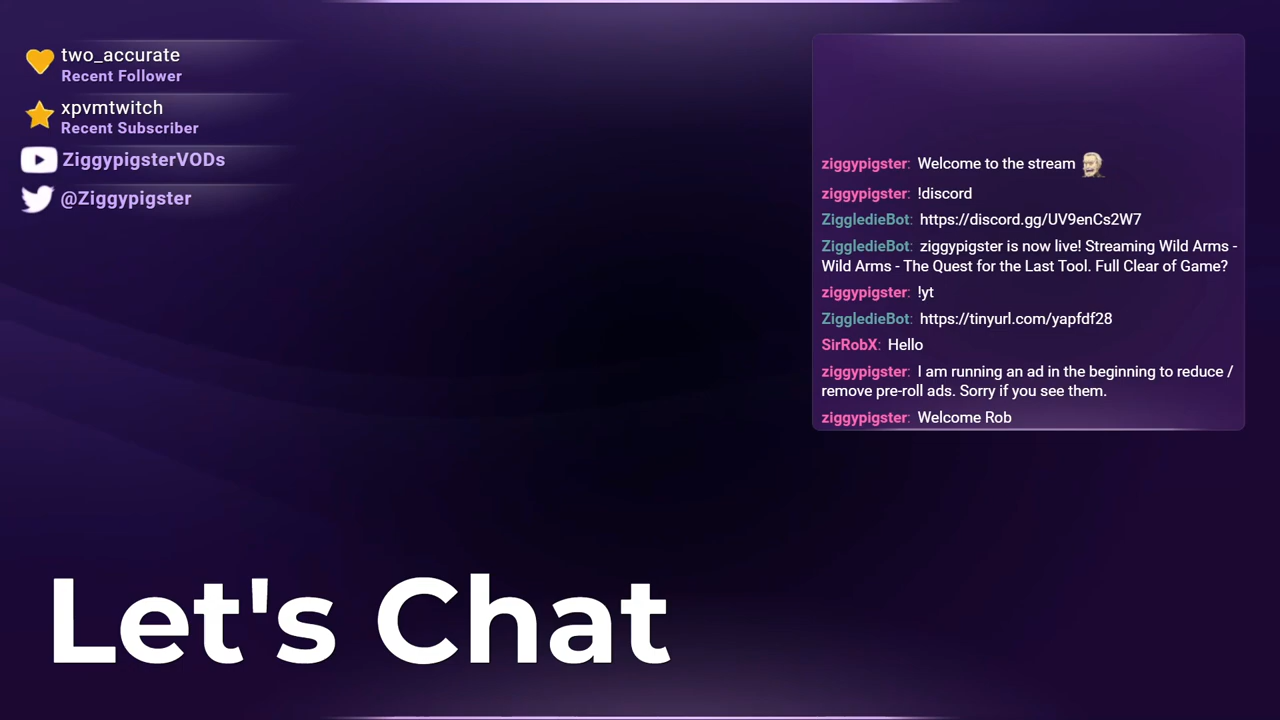 two_accurate
Recent Follower
xpvmtwitch
Recent Subscriber
ZiggypigsterVODs
@Ziggypigster
ziggypigster: Welcome to the stream
ziggypigster: !discord
ZiggledieBot: https://discord.gg/UV9enCs2W7
ZiggledieBot: ziggypigster is now live! Streaming Wild Arms -
Wild Arms - The Quest for the Last Tool. Full Clear of Game?
ziggypigster: !yt
ZiggledieBot: https://tinyurl.com/yapfdf28
SirRobX: Hello
ziggypigster: I am running an ad in the beginning to reduce /
remove pre-roll ads. Sorry if you see them.
ziggypigster: Welcome Rob
Let's Chat